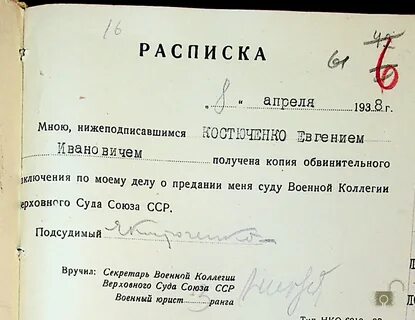 16
РАСПИСКА
61 6
„ 8 " апреля 1938г.
Мною, нижеподписавшимся КОСТЮЧЕНКО Евгением
Ивановичем получена копия обвинительного
заключения по моему делу о предании меня суду Военной Коллегии
Верховного Суда Союза ССР.
Подсудимый
Вручил: Секретарь Военной Коллегии
Верховного Суда Союза ССР
Военный юрист ранга